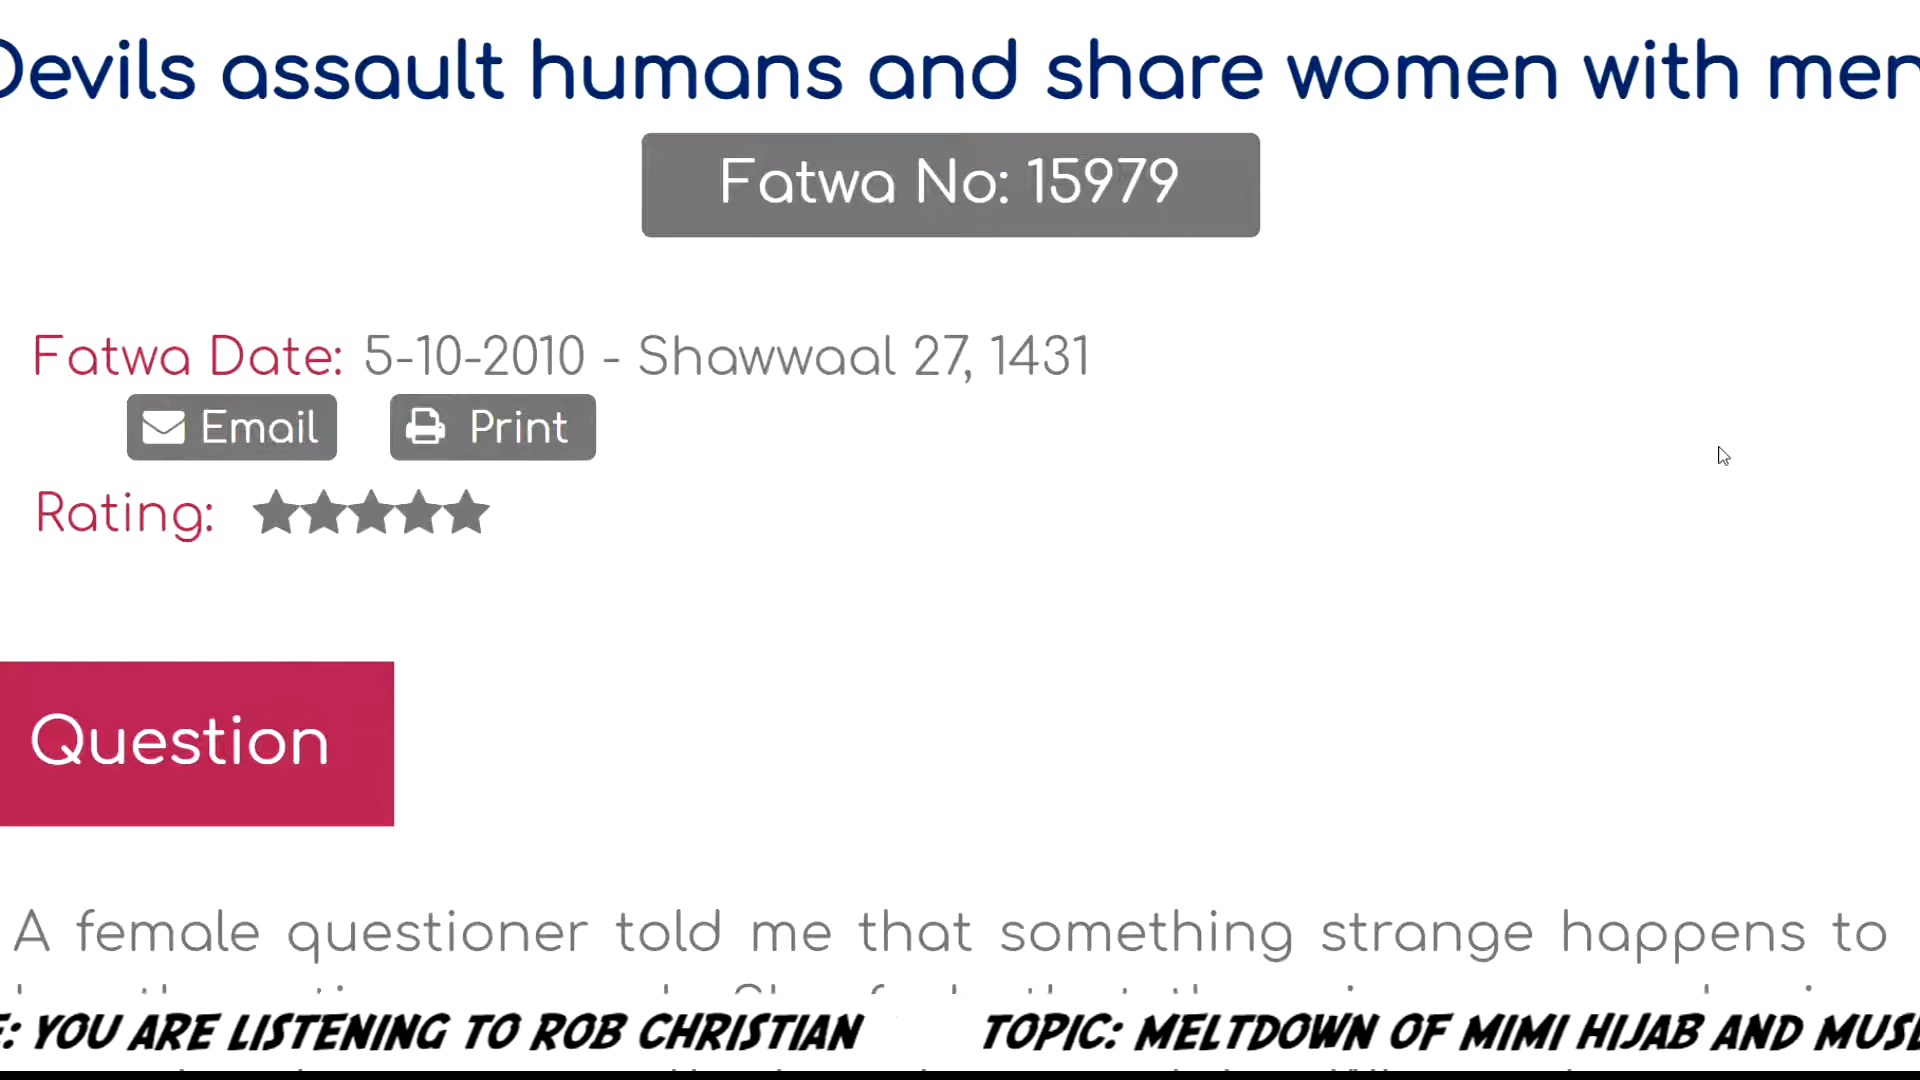 Devils assault humans and share women with men
Fatwa No: 15979
Fatwa Date: 5-10-2010 - Shawwaal 27, 1431
Email Print
Rating:
Question
A female questioner told me that something strange happens to
YOU ARE LISTENING TO ROB CHRISTIAN TOPIC: MELTDOWN OF MIMI HIJAB AND